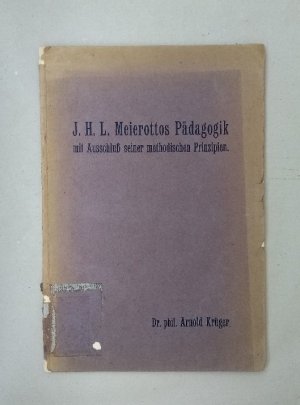 J. H. L. Meierottos Pädagogik
mit Ausschluß seiner methodischen Prinzipien.
Dr. phil. Arnold Krüger